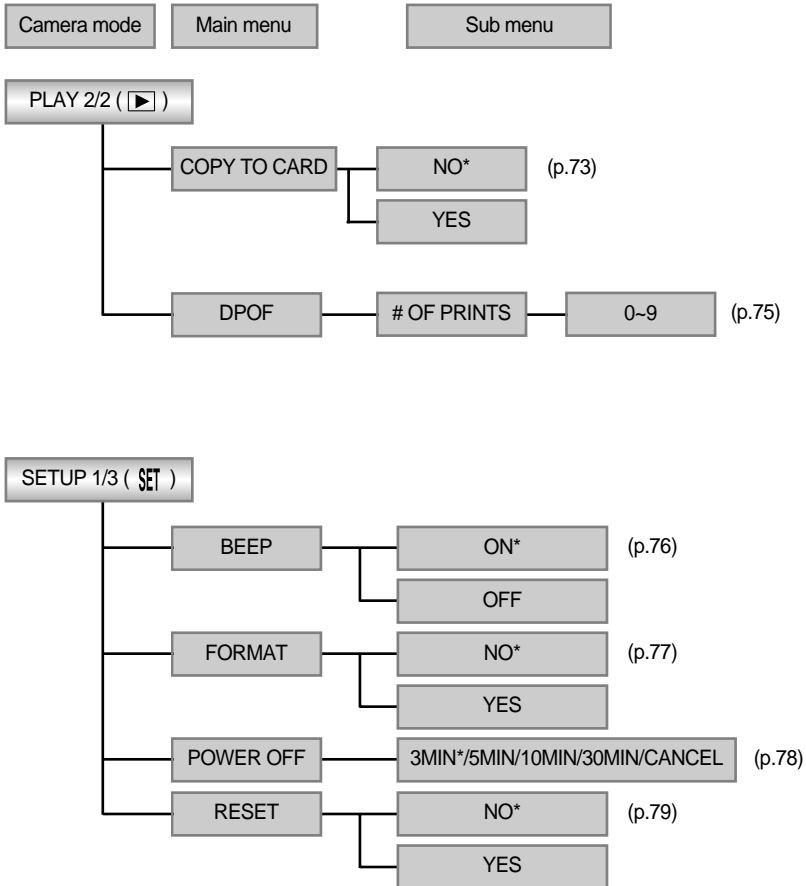 Camera mode Main menu Sub menu
PLAY 2/2 ( )
COPY TO CARD NO* (p.73)
YES
DPOF # OF PRINTS 0~9 (p.75)
SETUP 1/3 ( SET )
BEEP ON* (p.76)
OFF
FORMAT NO* (p.77)
YES
POWER OFF 3MIN*/5MIN/10MIN/30MIN/CANCEL (p.78)
RESET NO* (p.79)
YES